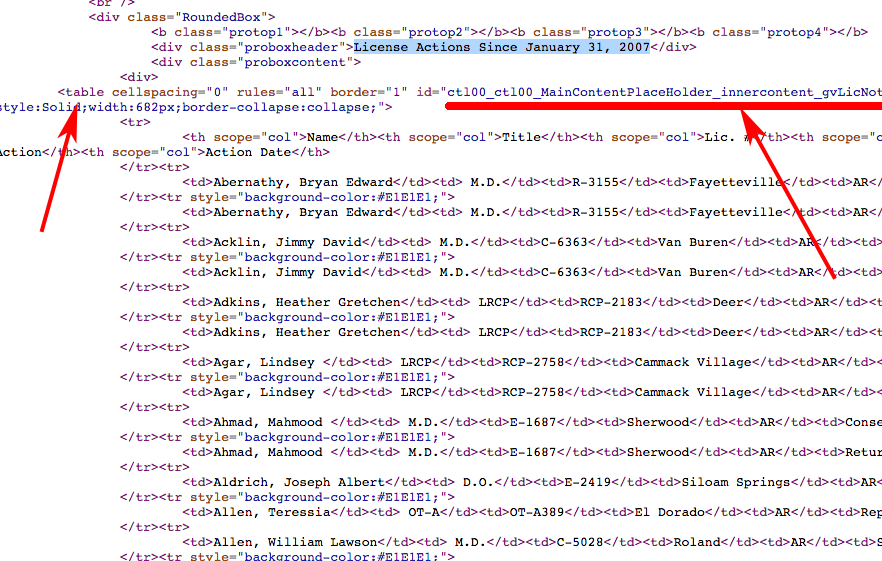 <br />
<div class="RoundedBox">
<b class="protop1"></b><b class="protop2"></b><b class="protop3"></b><b class="protop4"></b>
<div class="proboxheader">License Actions Since January 31, 2007</div>
<div class="proboxcontent">
<div>
<table cellspacing="0" rules="all" border="1" id="ctl00_ctl00_MainContentPlaceHolder_innercontent_gvLicNot
style:Solid;width:682px;border-collapse:collapse;">
<tr>
<th scope="col">Name</th><th scope="col">Title</th><th scope="col">Lic. #</th><th scope="col">
Action</th><th scope="col">Action Date</th>
</tr><tr>
<td>Abernathy, Bryan Edward</td><td> M.D.</td><td>R-3155</td><td>Fayetteville</td><td>AR</
</tr><tr style="background-color:#E1E1E1;">
<td>Abernathy, Bryan Edward</td><td> M.D.</td><td>R-3155</td><td>Fayetteville</td><td>AR</
</tr><tr>
<td>Acklin, Jimmy David</td><td> M.D.</td><td>C-6363</td><td>Van Buren</td><td>AR</td><td>
</tr><tr style="background-color:#E1E1E1;">
<td>Acklin, Jimmy David</td><td> M.D.</td><td>C-6363</td><td>Van Buren</td><td>AR</td><td>
</tr><tr>
<td>Adkins, Heather Gretchen</td><td> LRCP</td><td>RCP-2183</td><td>Deer</td><td>AR</td><t
</tr><tr style="background-color:#E1E1E1;">
<td>Adkins, Heather Gretchen</td><td> LRCP</td><td>RCP-2183</td><td>Deer</td><td>AR</td><t
</tr><tr>
<td>Agar, Lindsey </td><td> LRCP</td><td>RCP-2758</td><td>Cammack Village</td><td>AR</td><
</tr><tr style="background-color:#E1E1E1;">
<td>Agar, Lindsey </td><td> LRCP</td><td>RCP-2758</td><td>Cammack Village</td><td>AR</td><
</tr><tr>
<td>Ahmad, Mahmood </td><td> M.D.</td><td>E-1687</td><td>Sherwood</td><td>AR</td><td>Conse
</tr><tr style="background-color:#E1E1E1;">
<td>Ahmad, Mahmood </td><td> M.D.</td><td>E-1687</td><td>Sherwood</td><td>AR</td><td>Retur
</tr><tr>
<td>Aldrich, Joseph Albert</td><td> D.O.</td><td>E-2419</td><td>Siloam Springs</td><td>AR<
</tr><tr style="background-color:#E1E1E1;">
<td>Allen, Teressia</td><td> OT-A</td><td>OT-A389</td><td>El Dorado</td><td>AR</td><td>Rep
</tr><tr>
<td>Allen, William Lawson</td><td> M.D.</td><td>C-5028</td><td>Roland</td><td>AR</td><td>S
</tr><tr style="background-color:#E1E1E1;">